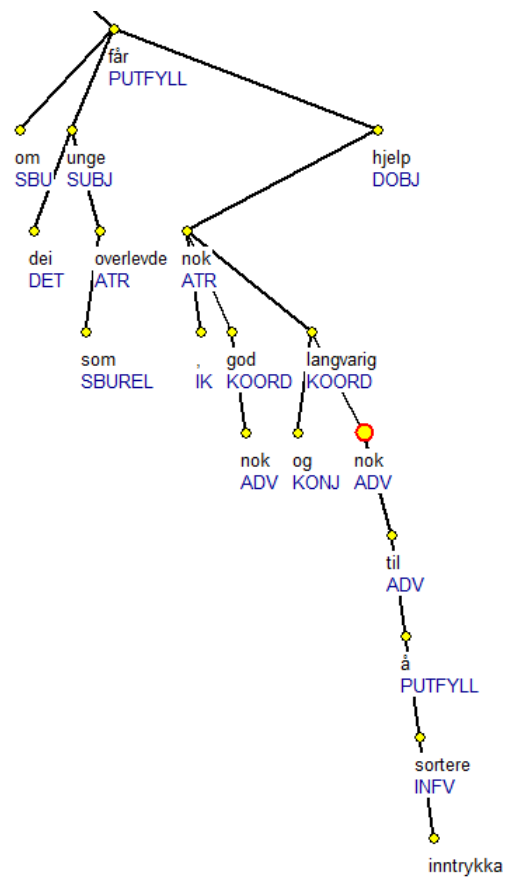 får
PUTFYLL
om unge hjelp
SBU SUBJ DOBJ
dei overlevde nok
DET ATR ATR
som , god langvarig
SBUREL IK KOORD KOORD
nok og nok
ADV KONJ ADV
til
ADV
å
PUTFYLL
sortere
INFV
inntrykka